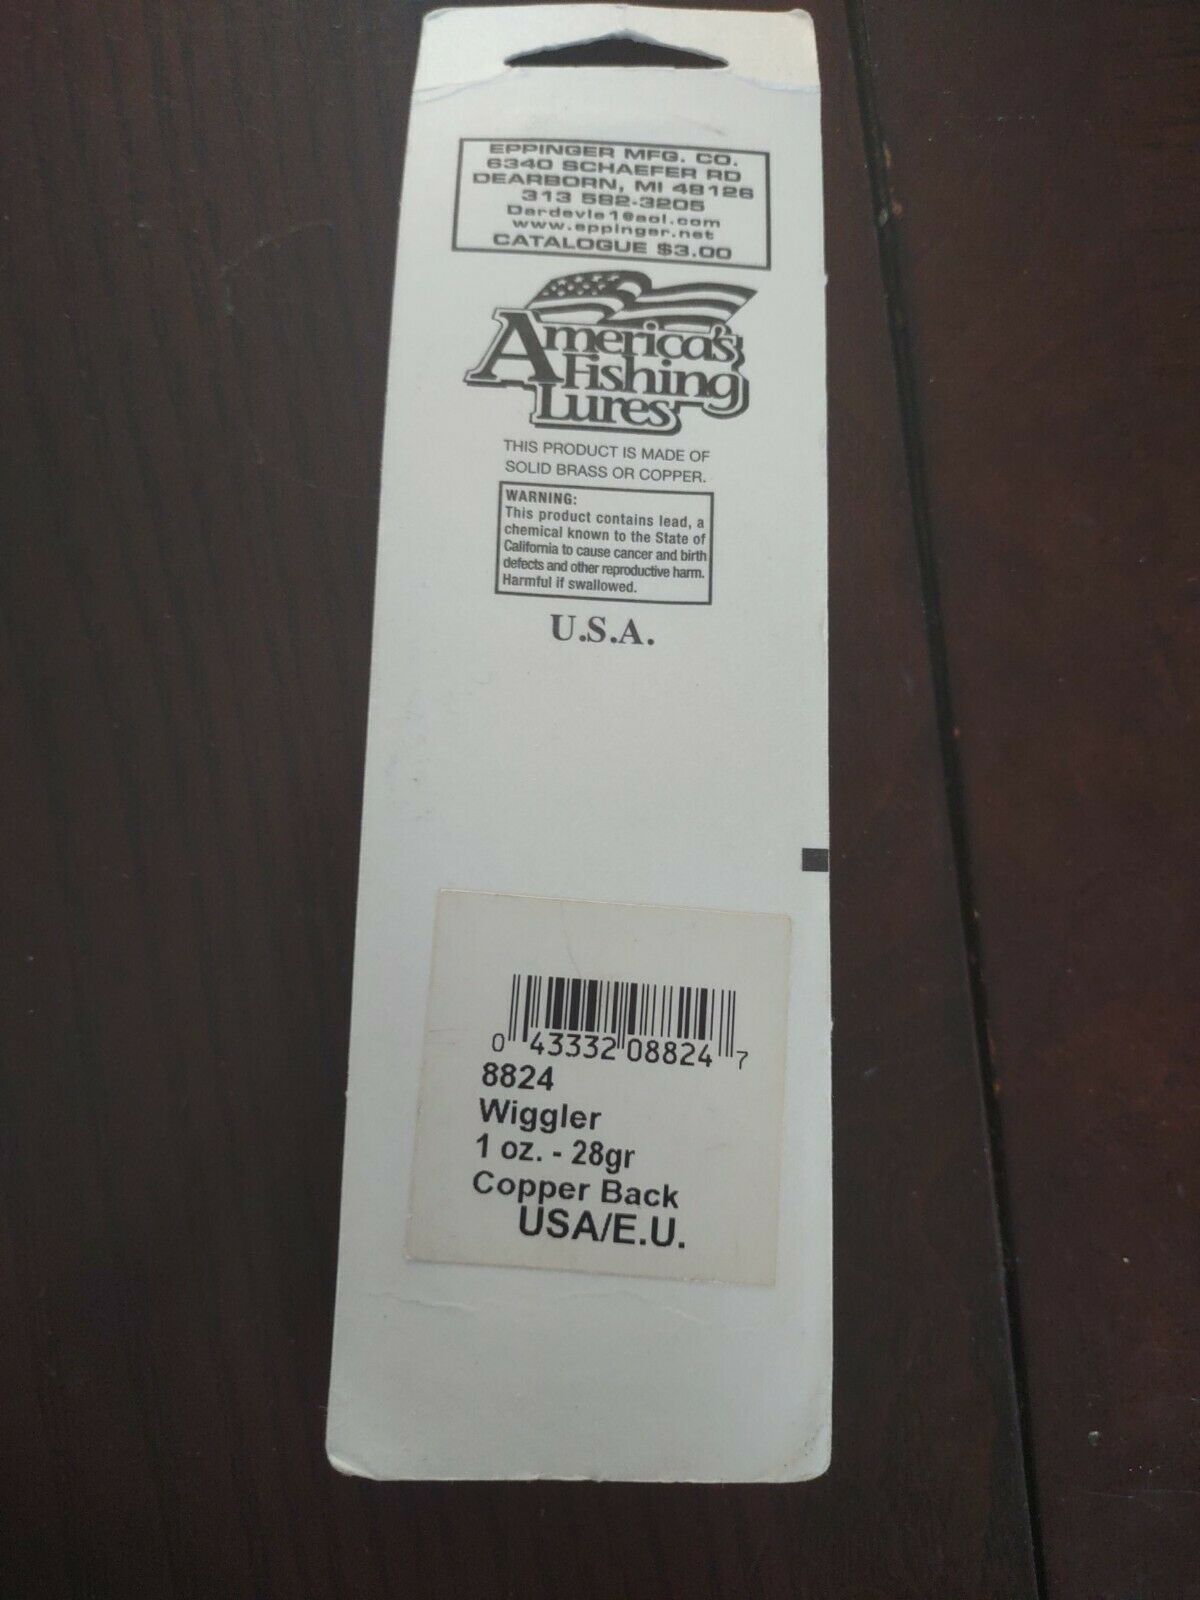 EPPINGER MFG. CO.
6340 SCHAEFER RD
DEARBORN, MI 48126
313 582-3205
Dardevle1@aol.com
www.eppinger.net
CATALOGUE $3.00
America's
Fishing
Lures
THIS PRODUCT IS MADE OF
SOLID BRASS OR COPPER.
WARNING:
This product contains lead, a
chemical known to the State of
California to cause cancer and birth
defects and other reproductive harm.
Harmful if swallowed.
U.S.A.
0 43332 08824 7
8824
Wiggler
1 oz. - 28gr
Copper Back
USA/E.U.